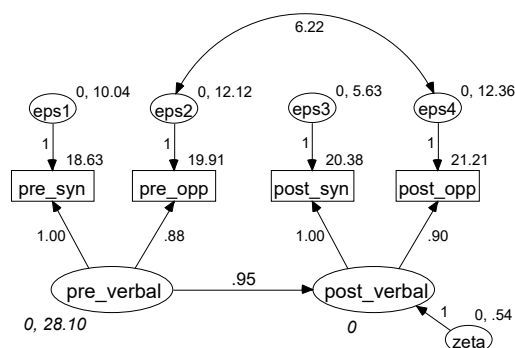 6.22
0, 10.04 0, 12.12 0, 5.63 0, 12.36
eps1 eps2 eps3 eps4
1 1 1 1
18.63 19.91 20.38 21.21
pre_syn pre_opp post_syn post_opp
1.00 .88 1.00 .90
.95
pre_verbal post_verbal
0, 28.10 0 1 0, .54
zeta